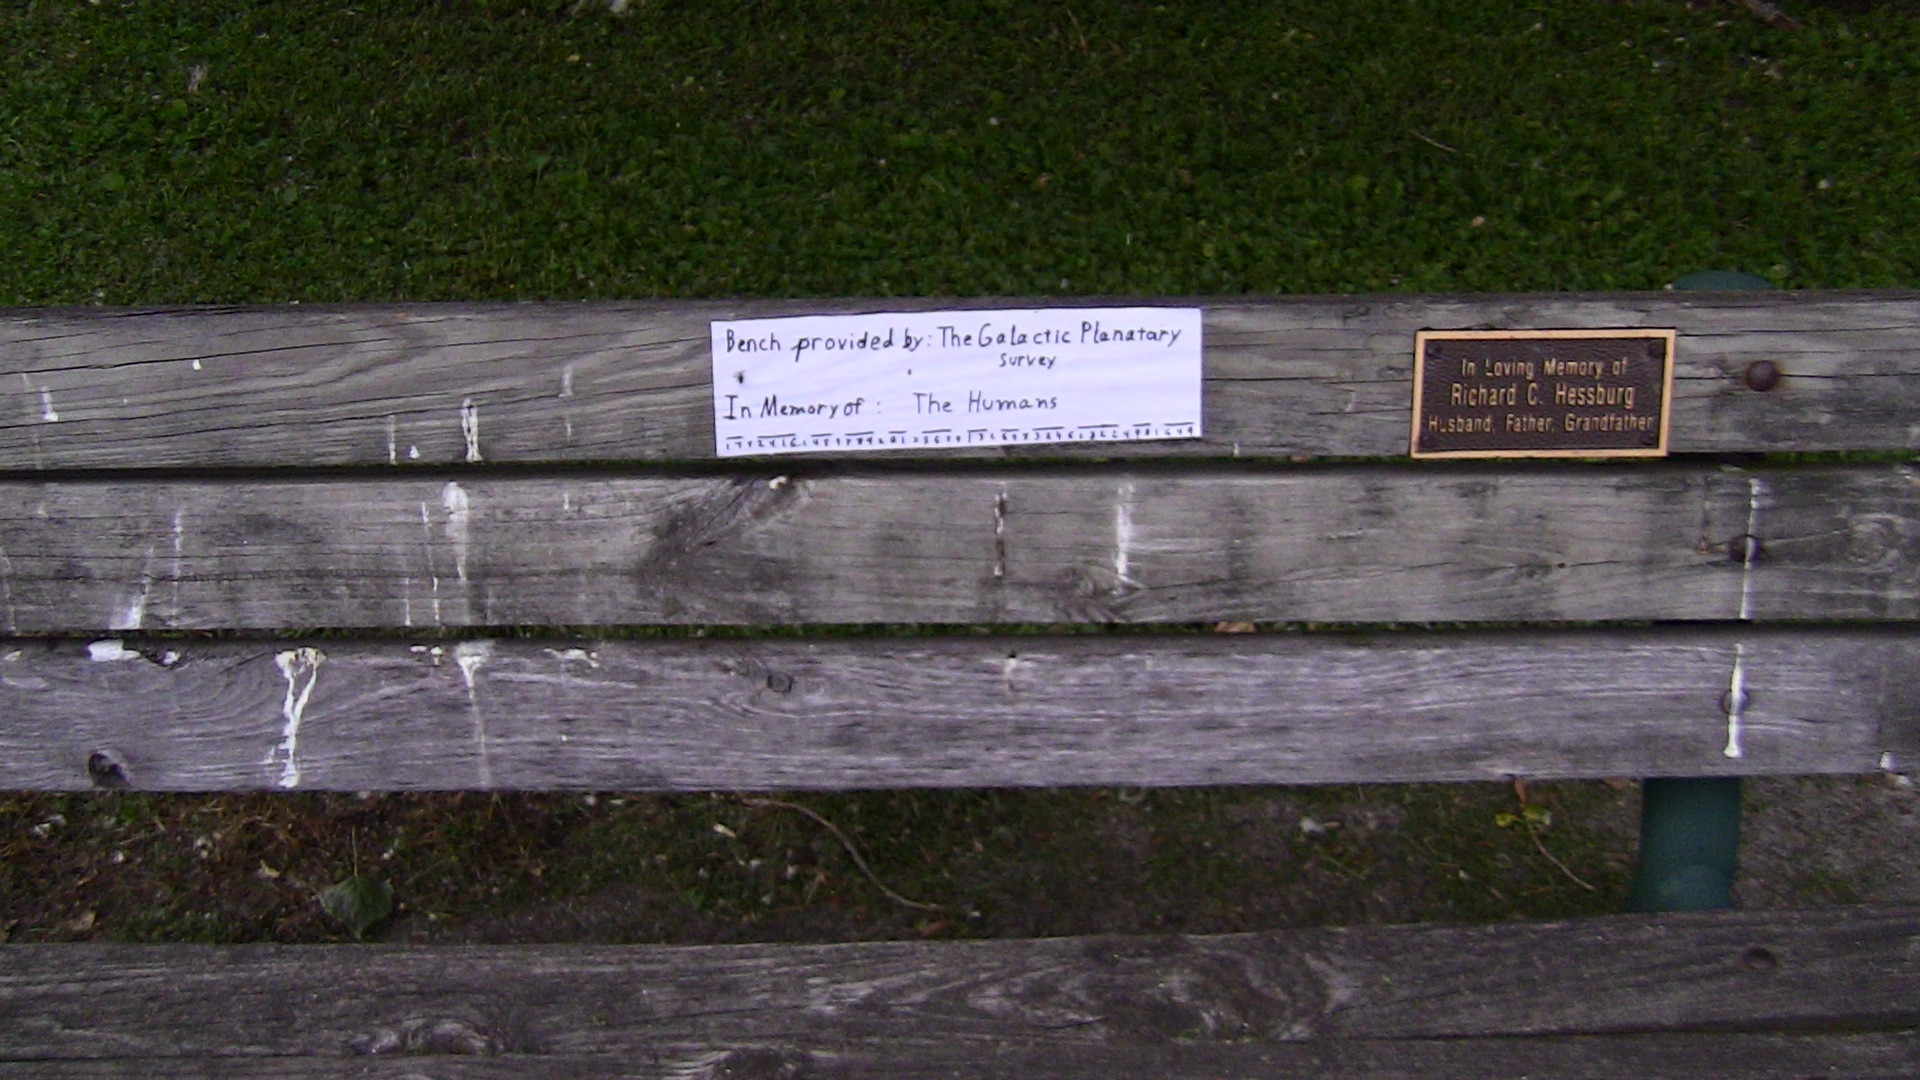 Bench provided by: The Galactic Planatary
Survey
In Memory of: The Humans
In Loving Memory of
Richard C. Hessburg
Husband, Father, Grandfather